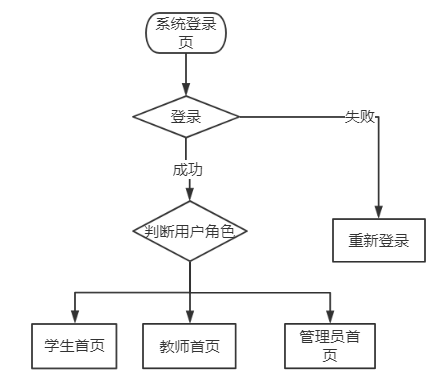 系统登录
页
登录
失败
成功
判断用户角色
重新登录
学生首页
教师首页
管理员首
页